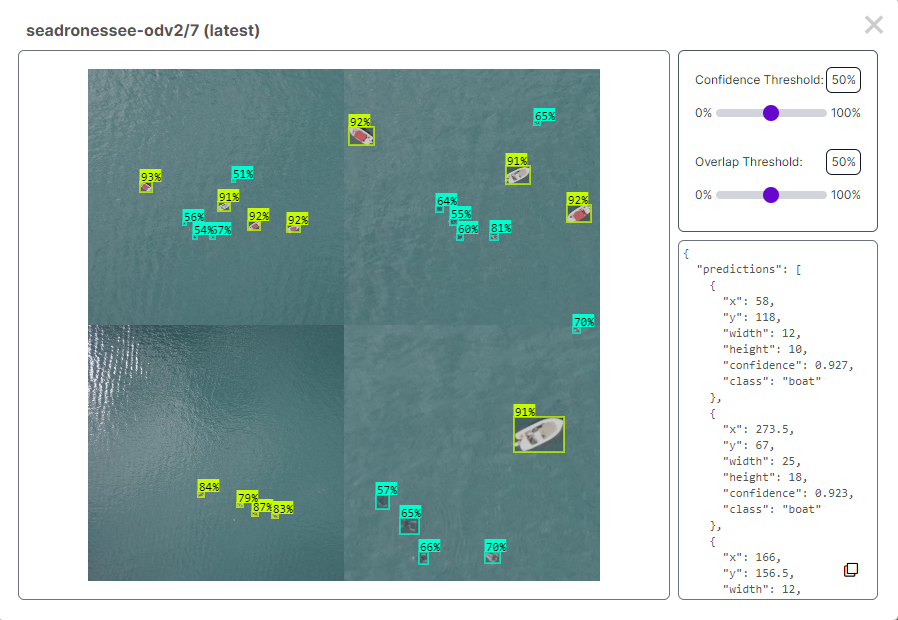 seadronessee-odv2/7 (latest)
92%
65%
93%
51%
91%
91%
56%
54%
57%
92%
92%
64%
55%
60%
81%
92%
70%
84%
79%
87%
83%
91%
57%
65%
66%
70%
Confidence Threshold: 50%
0% 100%
Overlap Threshold: 50%
0% 100%
{
"predictions": [
{
"x": 58,
"y": 118,
"width": 12,
"height": 10,
"confidence": 0.927,
"class": "boat"
},
{
"x": 273.5,
"y": 67,
"width": 25,
"height": 18,
"confidence": 0.923,
"class": "boat"
},
{
"x": 166,
"y": 156.5,
"width": 12,